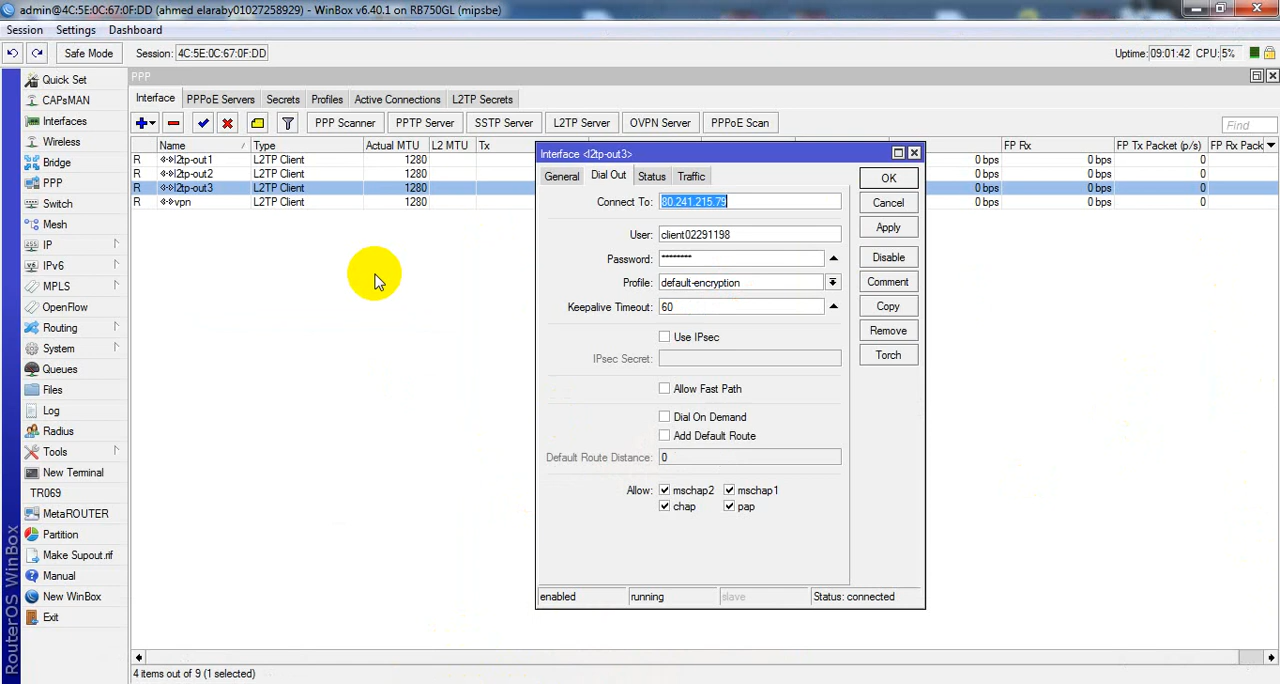 admin@4C:5E:0C:67:0F:DD (ahmed elaraby01027258929) - WinBox v6.40.1 on RB750GL (mipsbe)
Session Settings Dashboard
Safe Mode Session: 4C:5E:0C:67:0F:DD Uptime: 09:01:42 CPU: 5%
PPP
Quick Set
CAPsMAN
Interfaces
Wireless
Bridge
PPP
Switch
Mesh
IP
IPv6
MPLS
OpenFlow
Routing
System
Queues
Files
Log
Radius
Tools
New Terminal
TR069
MetaROUTER
Partition
Make Supout.rif
Manual
New WinBox
Exit
RouterOS WinBox
Interface PPPoE Servers Secrets Profiles Active Connections L2TP Secrets
PPP Scanner PPTP Server SSTP Server L2TP Server OVPN Server PPPoE Scan Find
Name / Type Actual MTU L2 MTU Tx FP Rx FP Tx Packet (p/s) FP Rx Pack
R l2tp-out1 L2TP Client 1280 0 bps 0 bps 0
R l2tp-out2 L2TP Client 1280 0 bps 0 bps 0
R l2tp-out3 L2TP Client 1280 0 bps 0 bps 0
R vpn L2TP Client 1280 0 bps 0 bps 0
Interface <l2tp-out3>
General Dial Out Status Traffic
Connect To: 80.241.215.79
User: client02291198
Password: ********
Profile: default-encryption
Keepalive Timeout: 60
Use IPsec
IPsec Secret:
Allow Fast Path
Dial On Demand
Add Default Route
Default Route Distance: 0
Allow: mschap2 mschap1
chap pap
OK
Cancel
Apply
Disable
Comment
Copy
Remove
Torch
enabled running slave Status: connected
4 items out of 9 (1 selected)